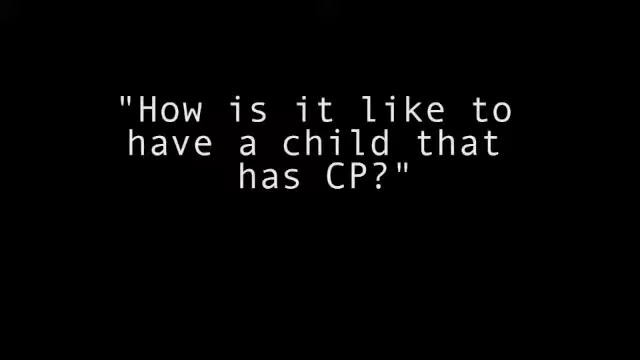 "How is it like to
have a child that
has CP?"